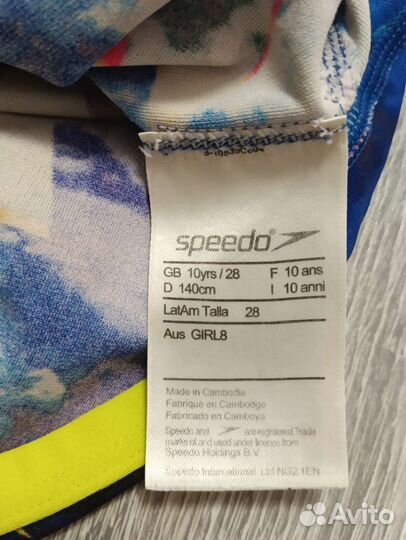 speedo
GB 10yrs / 28 F 10 ans
D 140cm I 10 anni
LatAm Talla 28
Aus GIRL8
Made in Cambodia
Fabriqué en Cambodge
Fabricado en Camboya
Speedo and are registered Trade
marks of and used under licence from
Speedo Holdings B.V.
Speedo International Ltd NG2 1EN
Avito